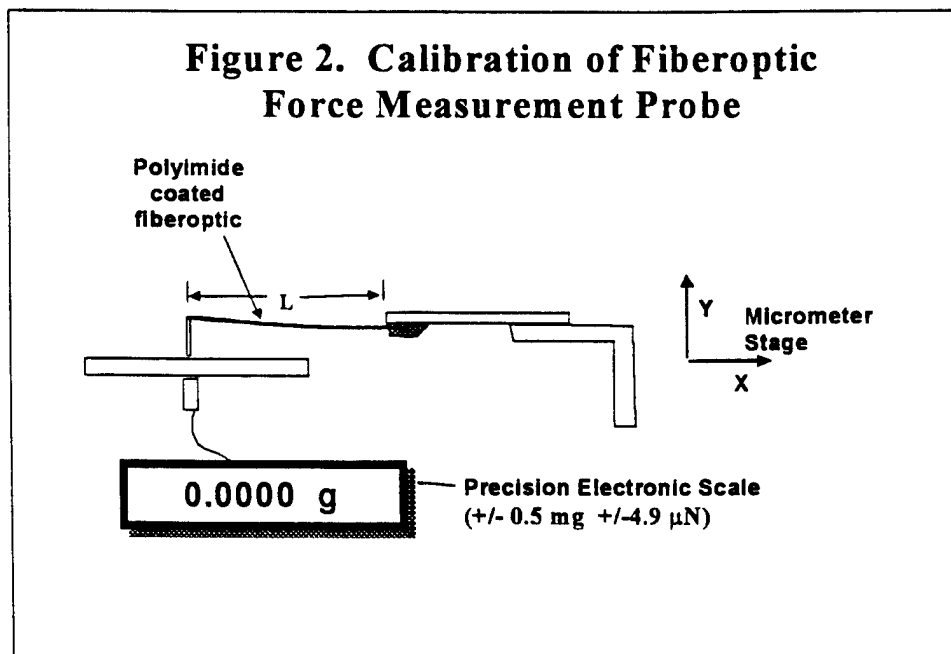 Figure 2. Calibration of Fiberoptic
Force Measurement Probe
Polyimide
coated
fiberoptic
L
Y
Micrometer
Stage
X
0.0000 g
Precision Electronic Scale
(+/- 0.5 mg +/-4.9 µN)